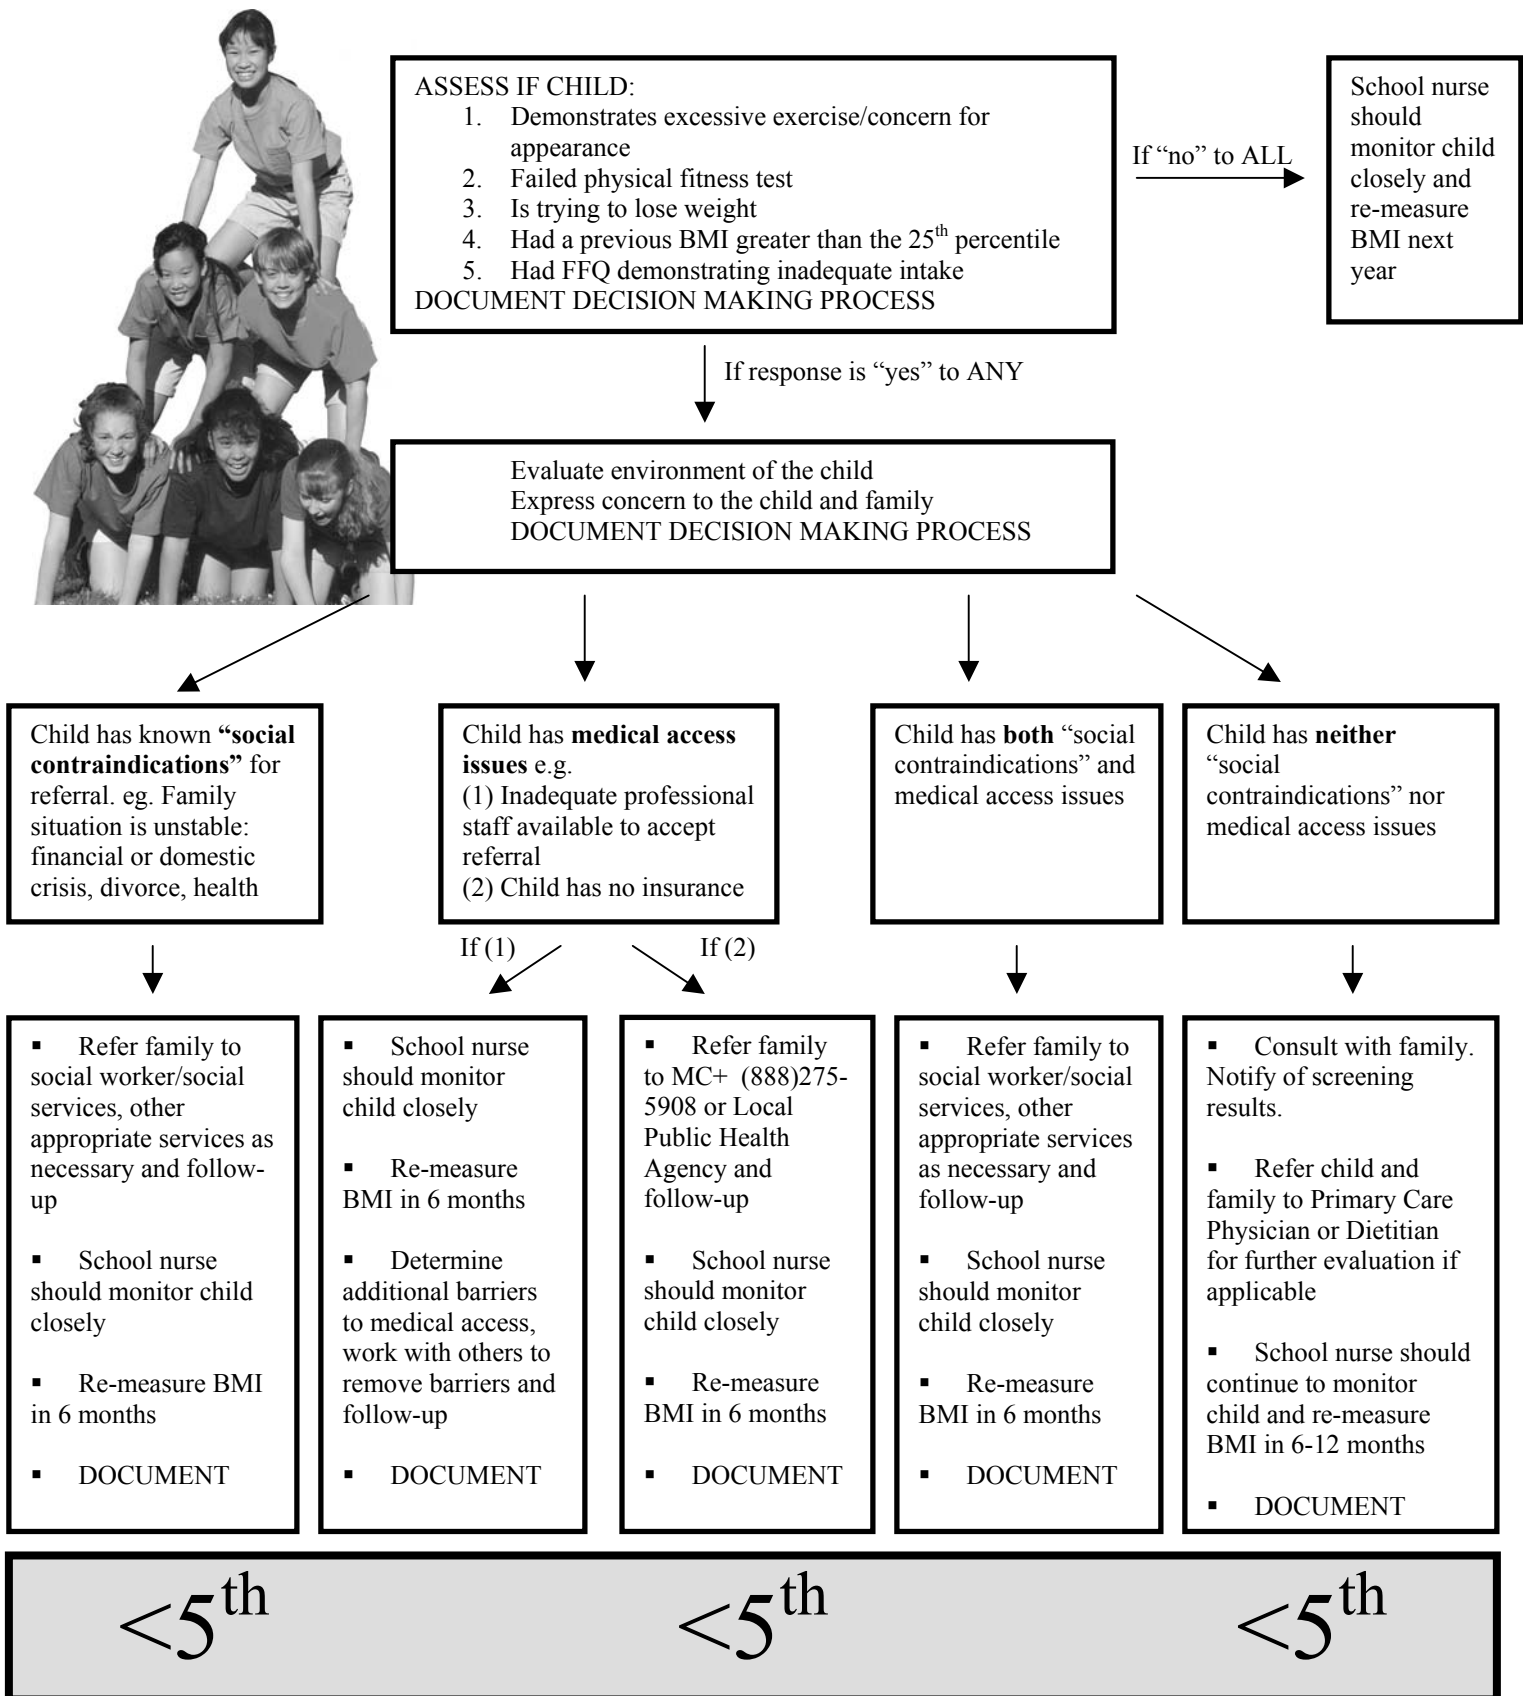 ASSESS IF CHILD:
1. Demonstrates excessive exercise/concern for
appearance
2. Failed physical fitness test
3. Is trying to lose weight
4. Had a previous BMI greater than the 25th percentile
5. Had FFQ demonstrating inadequate intake
DOCUMENT DECISION MAKING PROCESS
If “no” to ALL
School nurse
should
monitor child
closely and
re-measure
BMI next
year
If response is “yes” to ANY
Evaluate environment of the child
Express concern to the child and family
DOCUMENT DECISION MAKING PROCESS
Child has known “social
contraindications” for
referral. eg. Family
situation is unstable:
financial or domestic
crisis, divorce, health
Child has medical access
issues e.g.
(1) Inadequate professional
staff available to accept
referral
(2) Child has no insurance
Child has both “social
contraindications” and
medical access issues
Child has neither
“social
contraindications” nor
medical access issues
If (1)
If (2)
▪ Refer family to
social worker/social
services, other
appropriate services as
necessary and follow-
up
▪ School nurse
should monitor child
closely
▪ Re-measure BMI
in 6 months
▪ DOCUMENT
▪ School nurse
should monitor
child closely
▪ Re-measure
BMI in 6 months
▪ Determine
additional barriers
to medical access,
work with others to
remove barriers and
follow-up
▪ DOCUMENT
▪ Refer family
to MC+ (888)275-
5908 or Local
Public Health
Agency and
follow-up
▪ School nurse
should monitor
child closely
▪ Re-measure
BMI in 6 months
▪ DOCUMENT
▪ Refer family to
social worker/social
services, other
appropriate services
as necessary and
follow-up
▪ School nurse
should monitor
child closely
▪ Re-measure
BMI in 6 months
▪ DOCUMENT
▪ Consult with family.
Notify of screening
results.
▪ Refer child and
family to Primary Care
Physician or Dietitian
for further evaluation if
applicable
▪ School nurse should
continue to monitor
child and re-measure
BMI in 6-12 months
▪ DOCUMENT
<5th <5th <5th